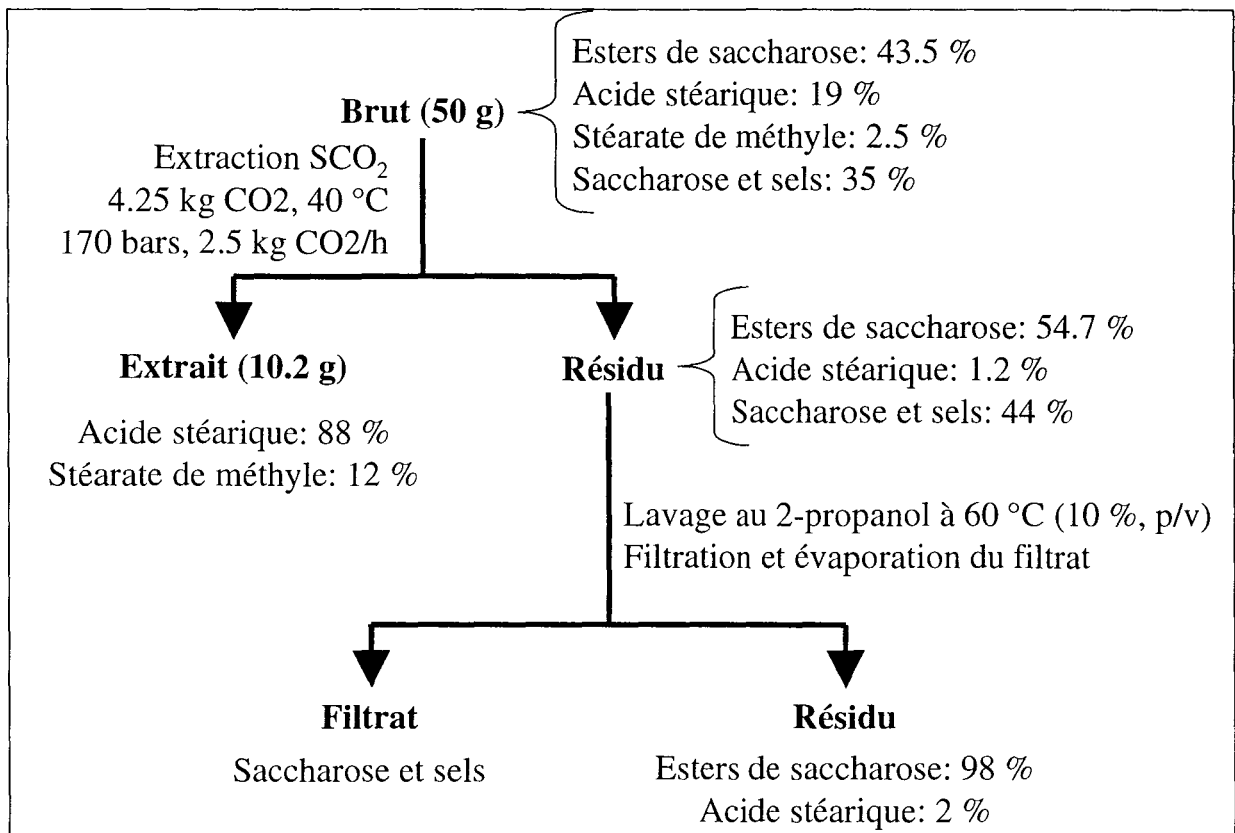 Esters de saccharose: 43.5 %
Acide stéarique: 19 %
Brut (50 g)
Stéarate de méthyle: 2.5 %
Saccharose et sels: 35 %
Extraction SCO₂
4.25 kg CO2, 40 °C
170 bars, 2.5 kg CO2/h
Esters de saccharose: 54.7 %
Extrait (10.2 g)
Résidu
Acide stéarique: 1.2 %
Saccharose et sels: 44 %
Acide stéarique: 88 %
Stéarate de méthyle: 12 %
Lavage au 2-propanol à 60 °C (10 %, p/v)
Filtration et évaporation du filtrat
Filtrat
Résidu
Saccharose et sels
Esters de saccharose: 98 %
Acide stéarique: 2 %